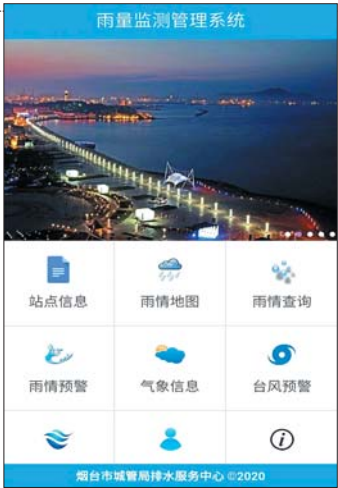 雨量监测管理系统
站点信息
雨情地图
雨情查询
雨情预警
气象信息
台风预警
烟台市城管局排水服务中心 ©2020